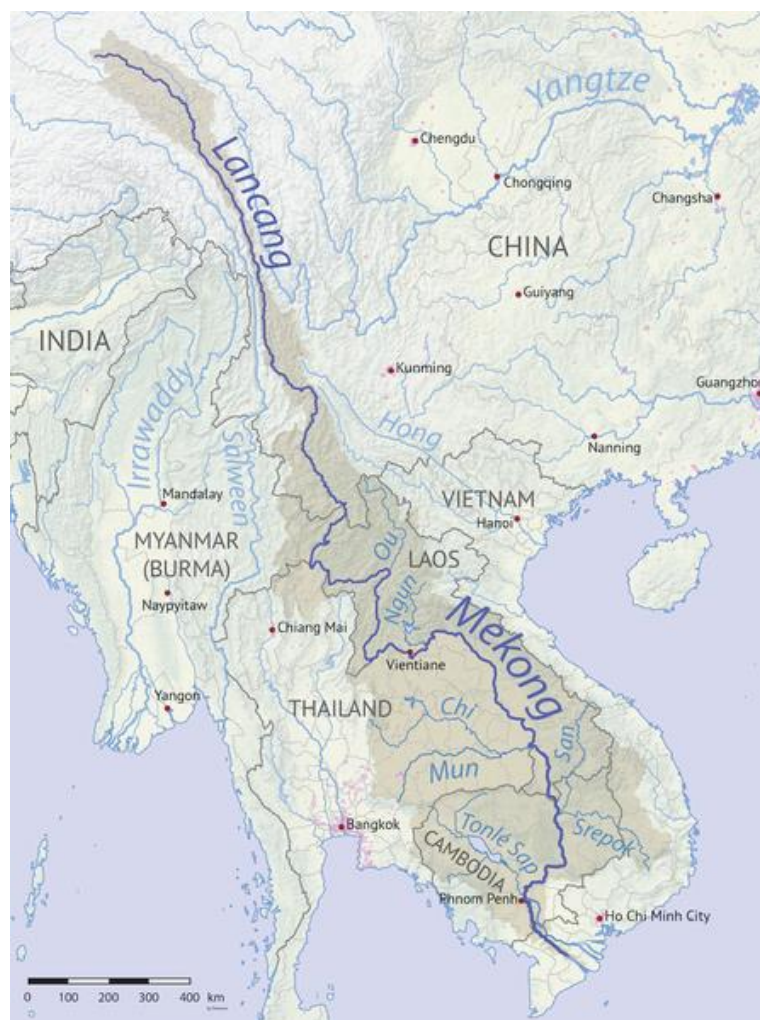 Yangtze
Chengdu
Chongqing
Changsha
Lancang
CHINA
Guiyang
INDIA
Kunming
Guangzhou
Irrawaddy
Salween
Hong
Nanning
Mandalay
VIETNAM
Hanoi
MYANMAR
(BURMA)
Ou
LAOS
Naypyitaw
Ngun
Mekong
Chiang Mai
Vientiane
Yangon
THAILAND
Chi
San
Mun
Bangkok
Tonlé Sap
Srepok
CAMBODIA
Phnom Penh
Ho Chi Minh City
0 100 200 300 400 km